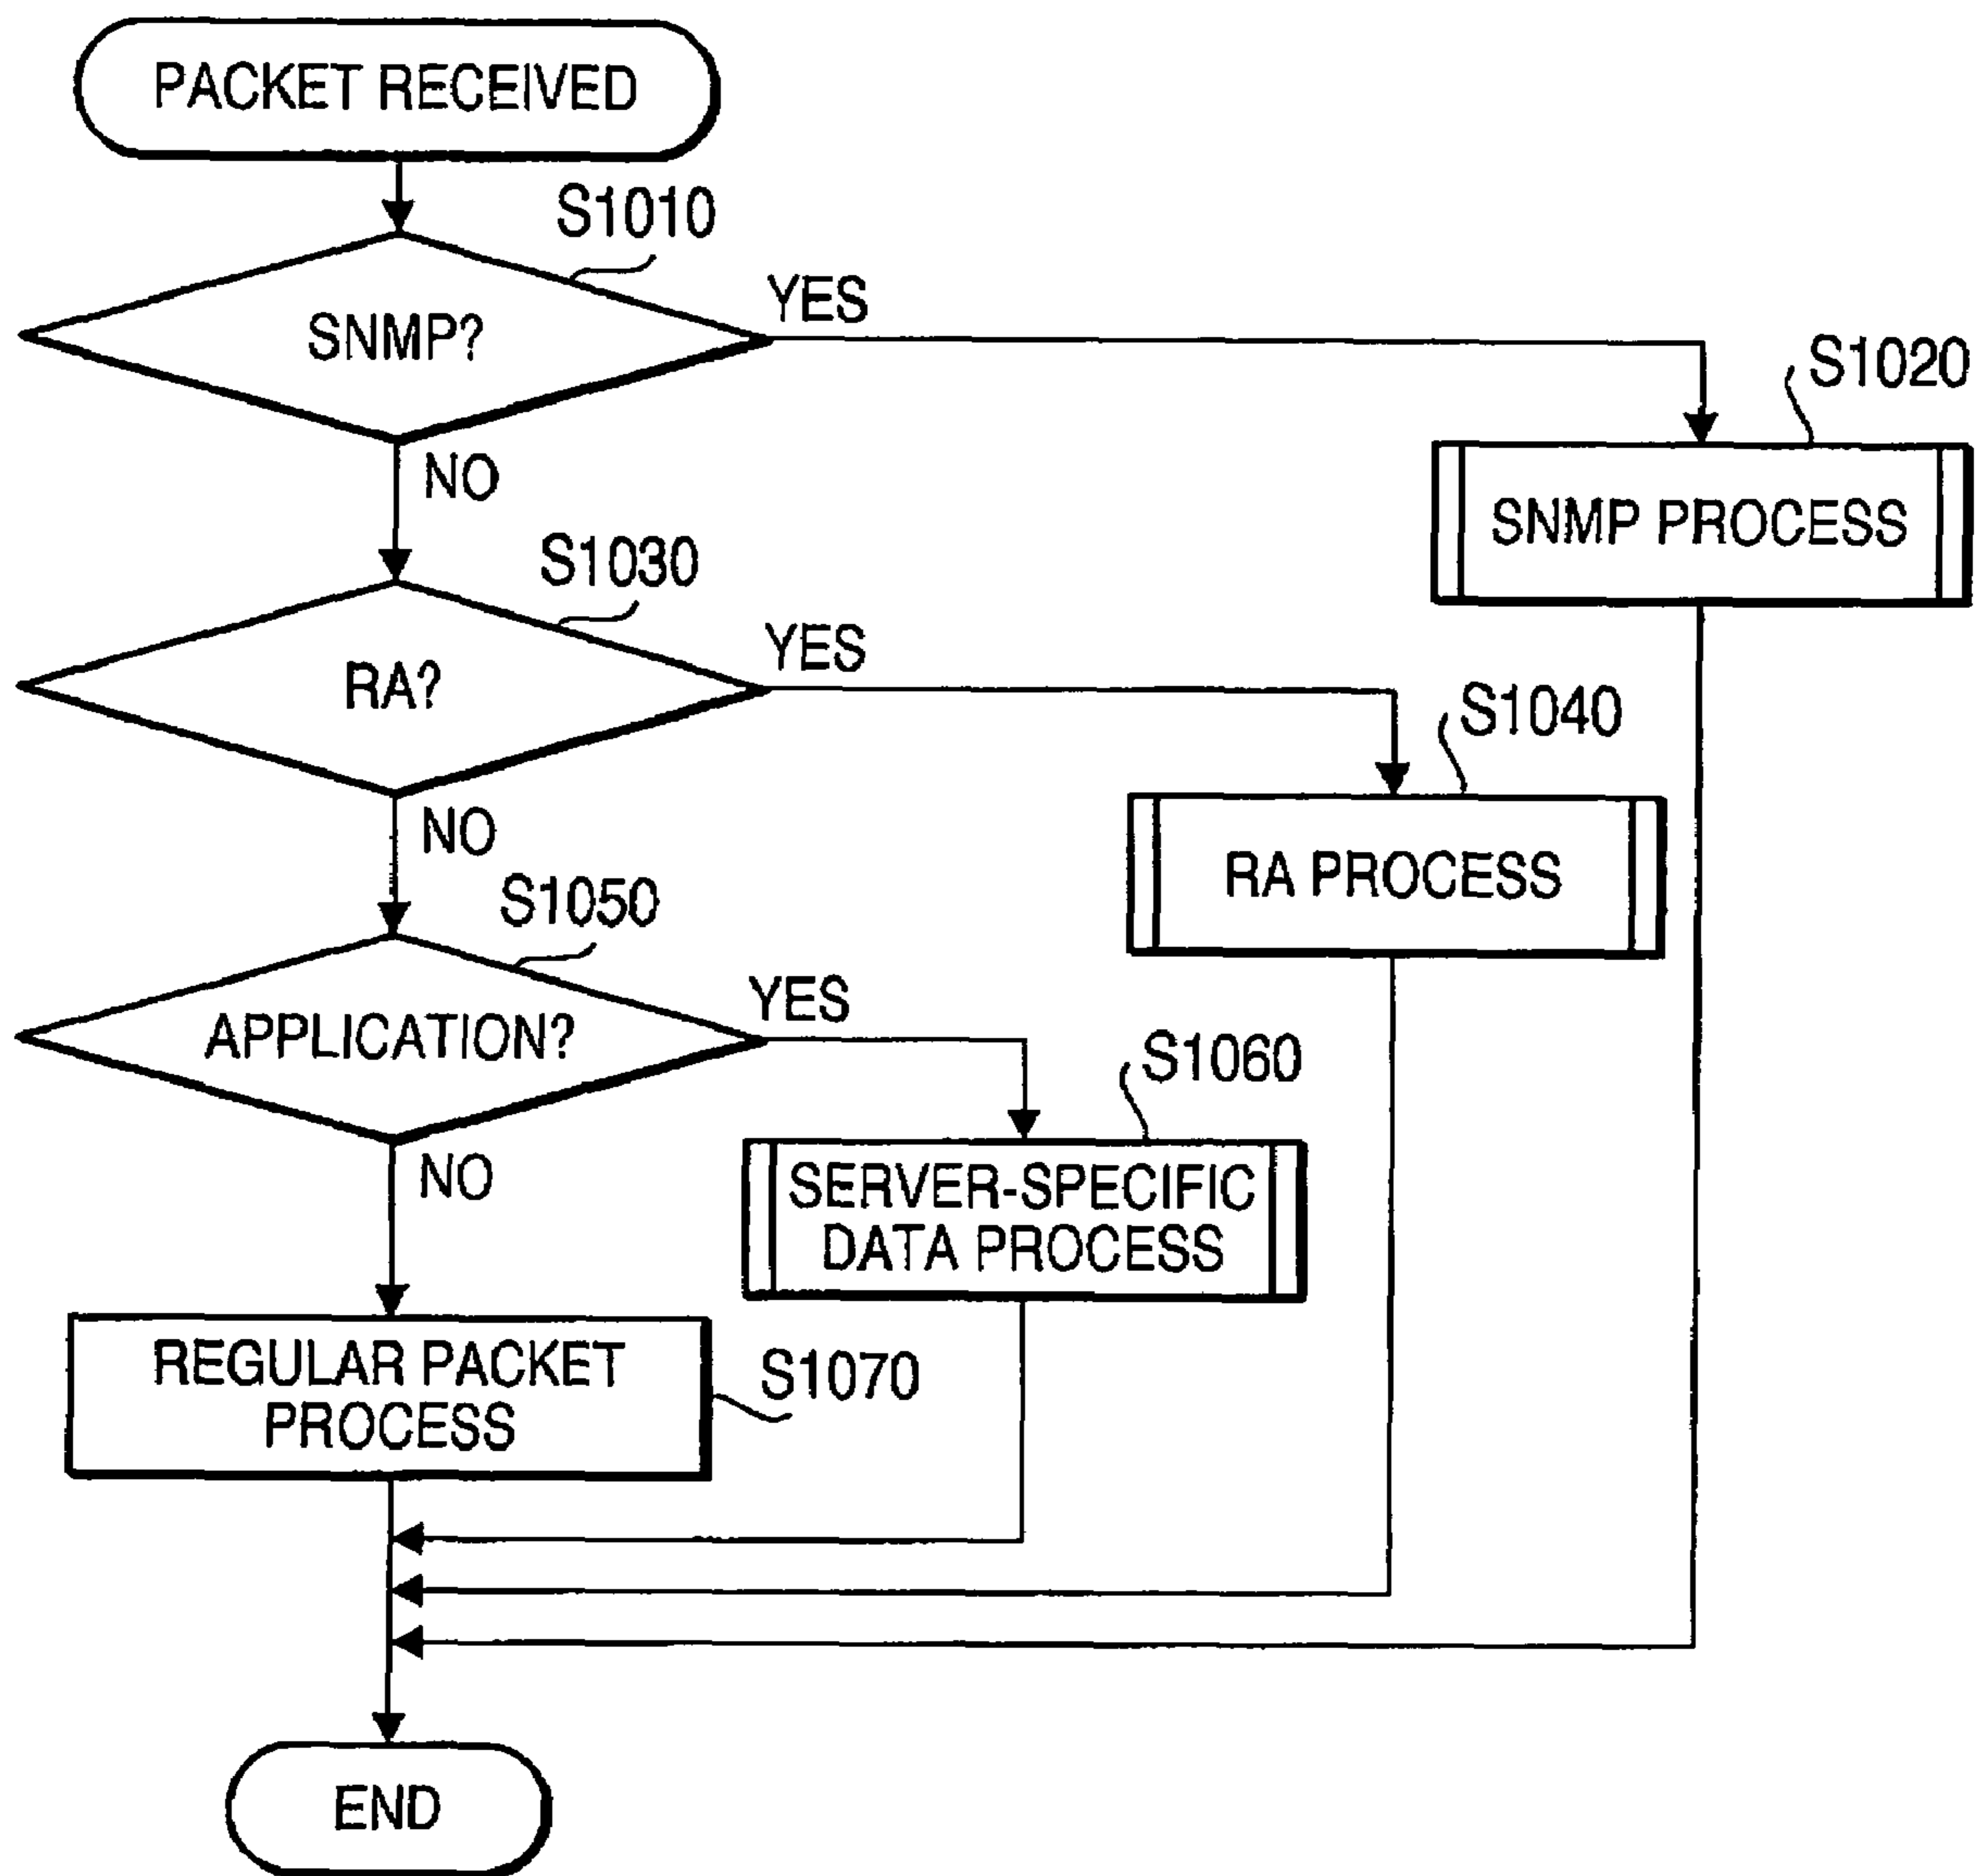 PACKET RECEIVED
S1010
SNMP?
YES
S1020
NO
SNMP PROCESS
S1030
RA?
YES
S1040
NO
RA PROCESS
S1050
APPLICATION?
YES
S1060
NO
SERVER-SPECIFIC
DATA PROCESS
REGULAR PACKET
PROCESS
S1070
END